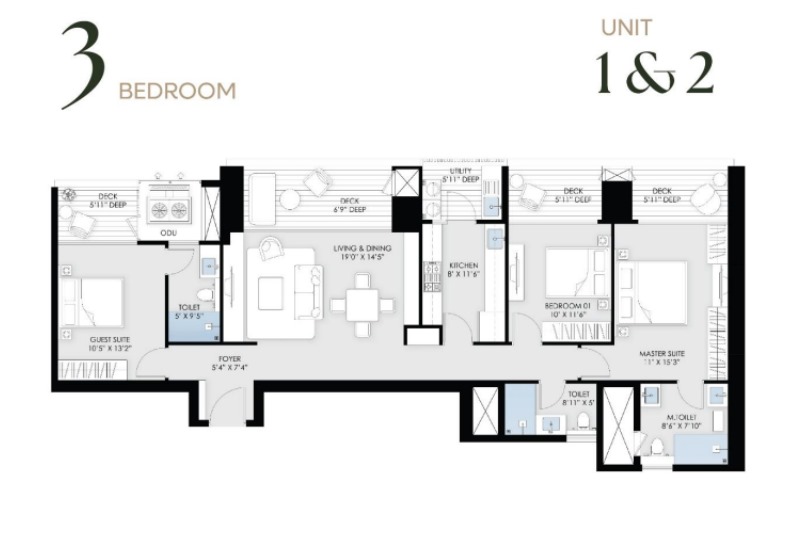 3
BEDROOM
UNIT
1 & 2
DECK
5'11" DEEP
ODU
DECK
6'9" DEEP
UTILITY
5'11" DEEP
DECK
5'11" DEEP
DECK
5'11" DEEP
LIVING & DINING
19'0" X 14'5"
KITCHEN
8' X 11'6"
TOILET
5' X 9'5"
BEDROOM 01
10' X 11'6"
GUEST SUITE
10'5" X 13'2"
FOYER
5'4" X 7'4"
MASTER SUITE
11' X 15'3"
TOILET
8'11" X 5'
M.TOILET
8'6" X 7'10"